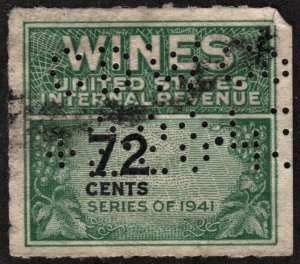 WINES
UNITED STATES
INTERNAL REVENUE
72
CENTS
SERIES OF 1941